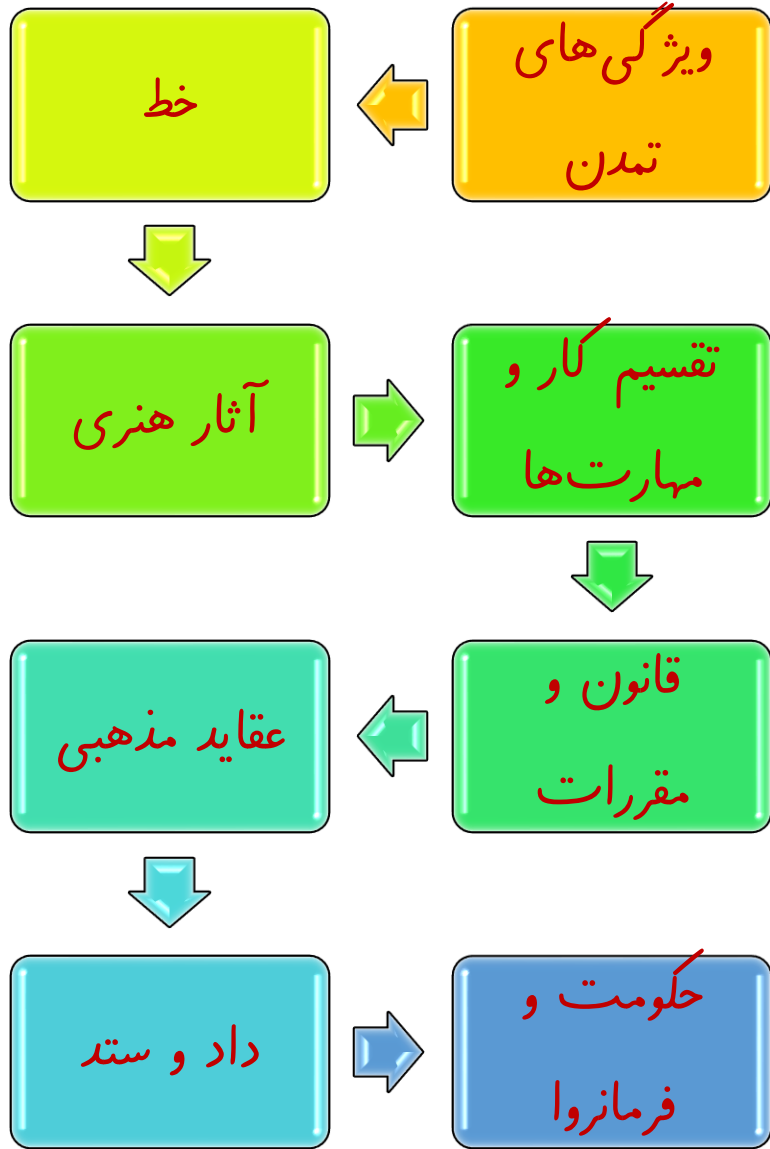 ویژگی‌های
تمدن
خط
آثار هنری
تقسیم کار و
مهارت‌ها
قانون و
مقررات
عقاید مذهبی
داد و ستد
حکومت و
فرمانروا